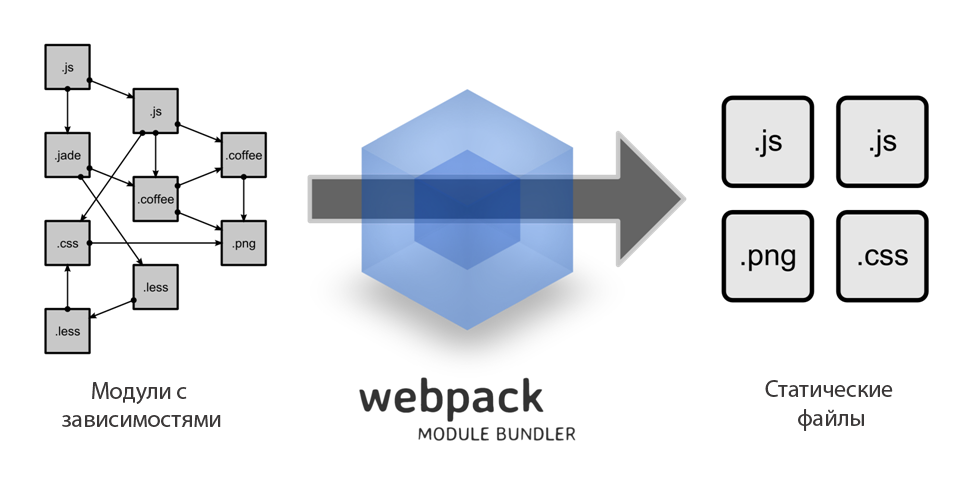 .js
.js
.jade
.coffee
.coffee
.css
.png
.less
.less
Модули с
зависимостями
webpack
MODULE BUNDLER
.js
.js
.png
.css
Статические
файлы